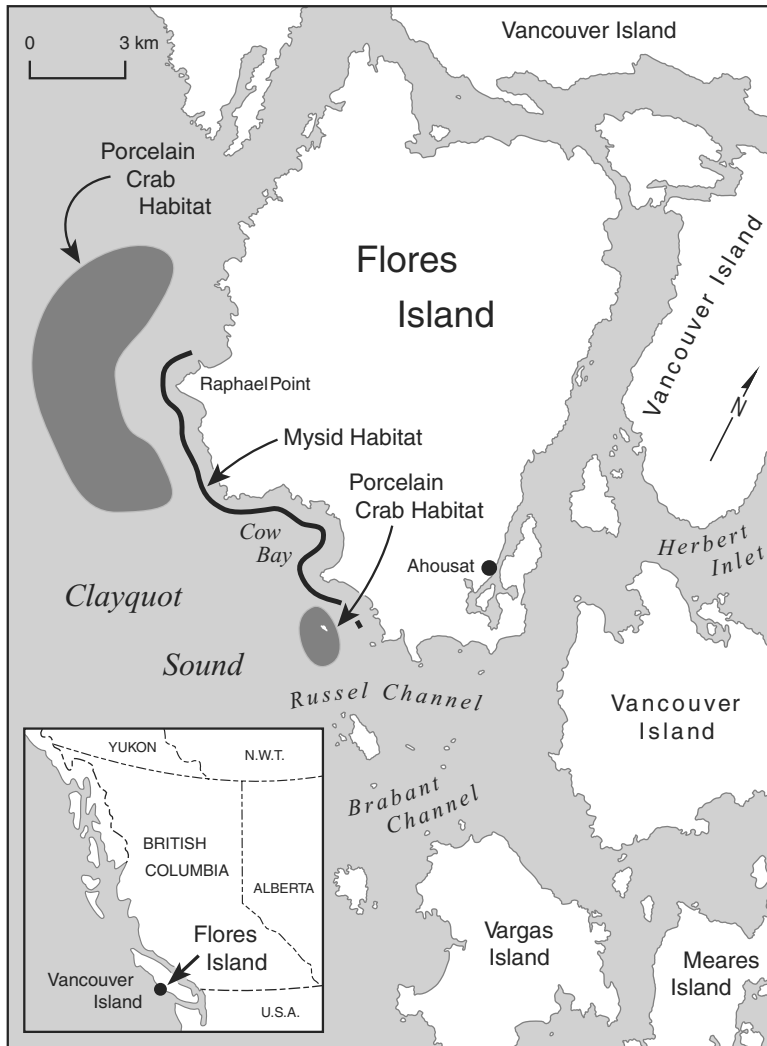 0 3 km
Vancouver Island
Porcelain
Crab
Habitat
Flores
Island
Vancouver Island
N
Raphael Point
Mysid Habitat
Porcelain
Crab Habitat
Cow
Bay
Ahousat
Herbert
Inlet
Clayquot
Sound
Russel Channel
Vancouver
Island
Brabant
Channel
Vargas
Island
Meares
Island
YUKON
N.W.T.
BRITISH
COLUMBIA
ALBERTA
Flores
Island
Vancouver
Island
U.S.A.